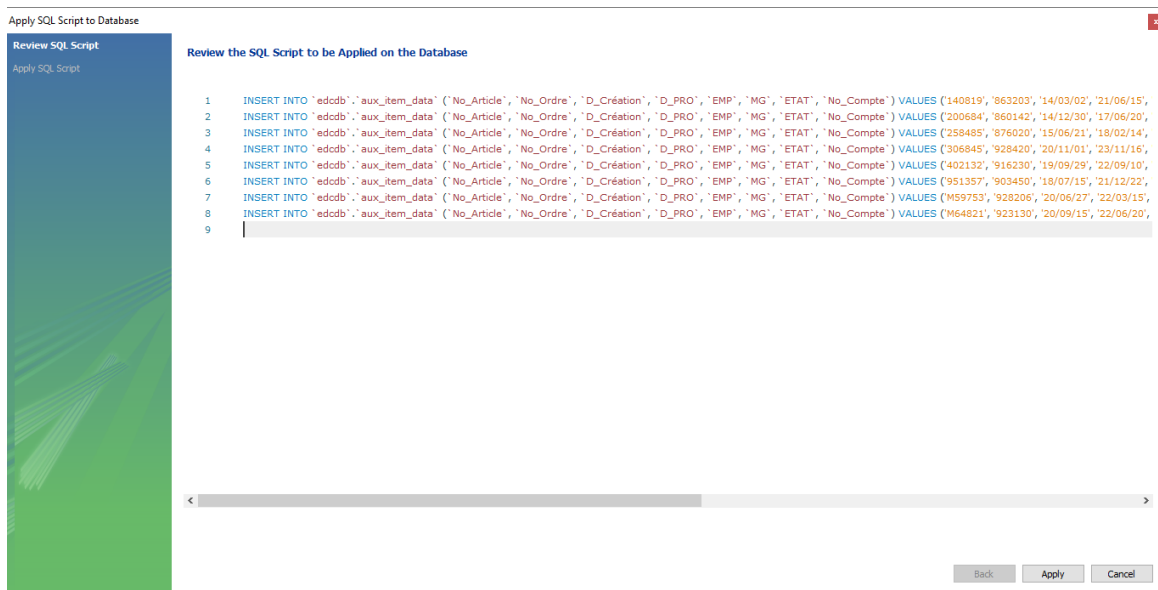 Apply SQL Script to Database
x
Review SQL Script
Apply SQL Script
Review the SQL Script to be Applied on the Database
1 INSERT INTO `edcdb`.`aux_item_data` (`No_Article`, `No_Ordre`, `D_Création`, `D_PRO`, `EMP`, `MG`, `ETAT`, `No_Compte`) VALUES ('140819', '863203', '14/03/02', '21/06/15',
2 INSERT INTO `edcdb`.`aux_item_data` (`No_Article`, `No_Ordre`, `D_Création`, `D_PRO`, `EMP`, `MG`, `ETAT`, `No_Compte`) VALUES ('200684', '860142', '14/12/30', '17/06/20',
3 INSERT INTO `edcdb`.`aux_item_data` (`No_Article`, `No_Ordre`, `D_Création`, `D_PRO`, `EMP`, `MG`, `ETAT`, `No_Compte`) VALUES ('258485', '876020', '15/06/21', '18/02/14',
4 INSERT INTO `edcdb`.`aux_item_data` (`No_Article`, `No_Ordre`, `D_Création`, `D_PRO`, `EMP`, `MG`, `ETAT`, `No_Compte`) VALUES ('306845', '928420', '20/11/01', '23/11/16',
5 INSERT INTO `edcdb`.`aux_item_data` (`No_Article`, `No_Ordre`, `D_Création`, `D_PRO`, `EMP`, `MG`, `ETAT`, `No_Compte`) VALUES ('402132', '916230', '19/09/29', '22/09/10',
6 INSERT INTO `edcdb`.`aux_item_data` (`No_Article`, `No_Ordre`, `D_Création`, `D_PRO`, `EMP`, `MG`, `ETAT`, `No_Compte`) VALUES ('951357', '903450', '18/07/15', '21/12/22',
7 INSERT INTO `edcdb`.`aux_item_data` (`No_Article`, `No_Ordre`, `D_Création`, `D_PRO`, `EMP`, `MG`, `ETAT`, `No_Compte`) VALUES ('M59753', '928206', '20/06/27', '22/03/15',
8 INSERT INTO `edcdb`.`aux_item_data` (`No_Article`, `No_Ordre`, `D_Création`, `D_PRO`, `EMP`, `MG`, `ETAT`, `No_Compte`) VALUES ('M64821', '923130', '20/09/15', '22/06/20',
9
Back Apply Cancel